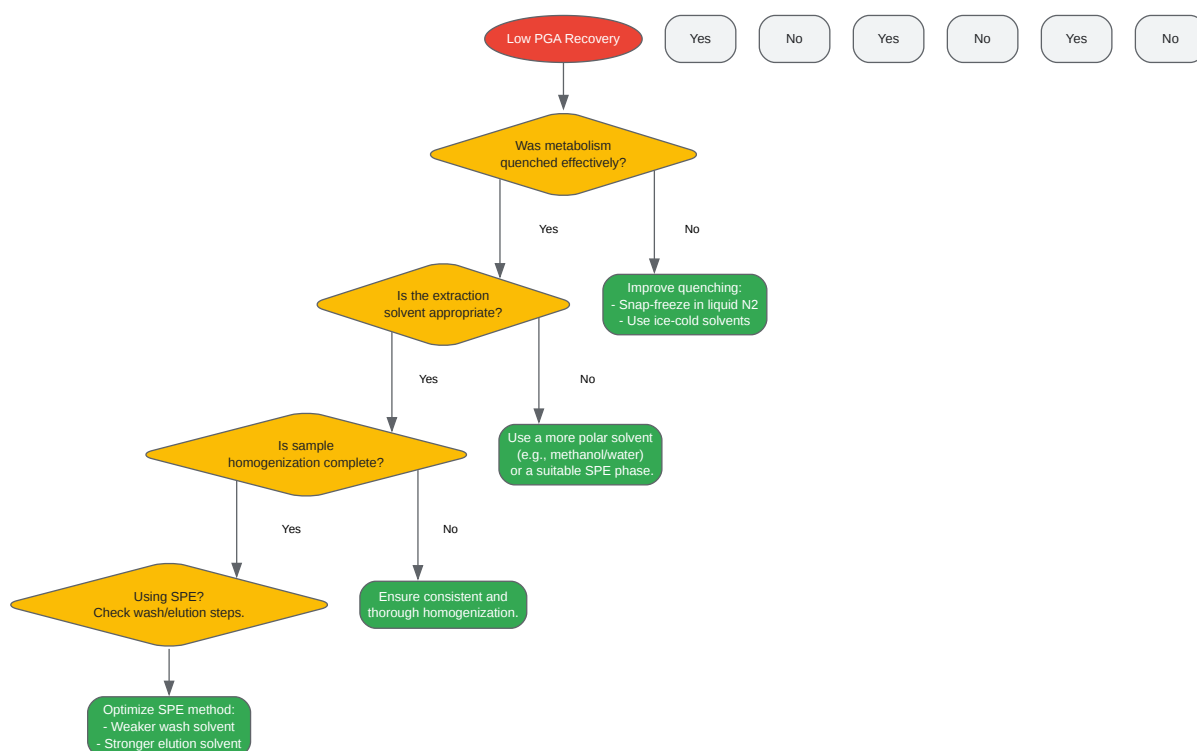 Low PGA Recovery
Yes
No
Yes
No
Yes
No
Was metabolism
quenched effectively?
Yes
No
Is the extraction
solvent appropriate?
Improve quenching:
- Snap-freeze in liquid N2
- Use ice-cold solvents
Yes
No
Is sample
homogenization complete?
Use a more polar solvent
(e.g., methanol/water)
or a suitable SPE phase.
Yes
No
Using SPE?
Check wash/elution steps.
Ensure consistent and
thorough homogenization.
Optimize SPE method:
- Weaker wash solvent
- Stronger elution solvent